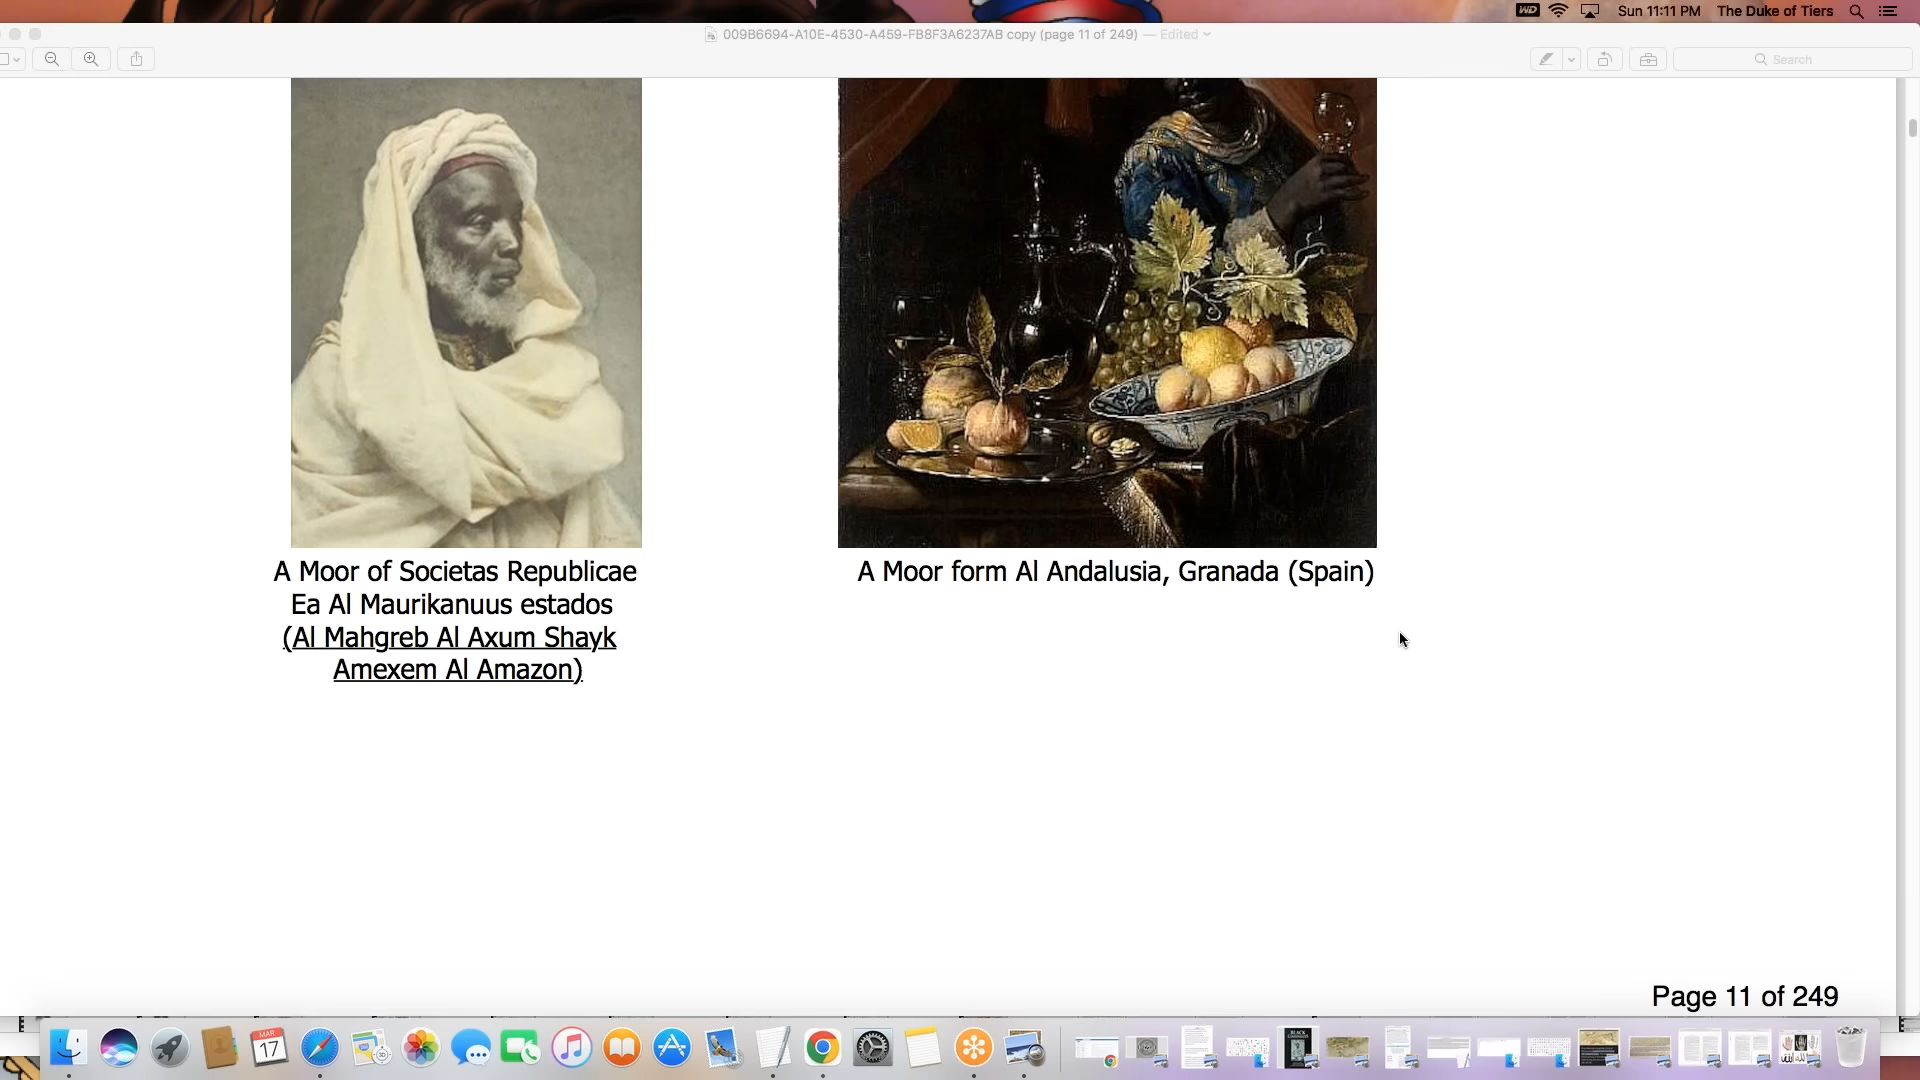 WD
Sun 11:11 PM
The Duke of Tiers
009B6694-A10E-4530-A459-FB8F3A6237AB copy (page 11 of 249) — Edited
Search
A Moor of Societas Republicae
Ea Al Maurikanuus estados
(Al Mahgreb Al Axum Shayk
Amexem Al Amazon)
A Moor form Al Andalusia, Granada (Spain)
Page 11 of 249
MAR
17
BLACK